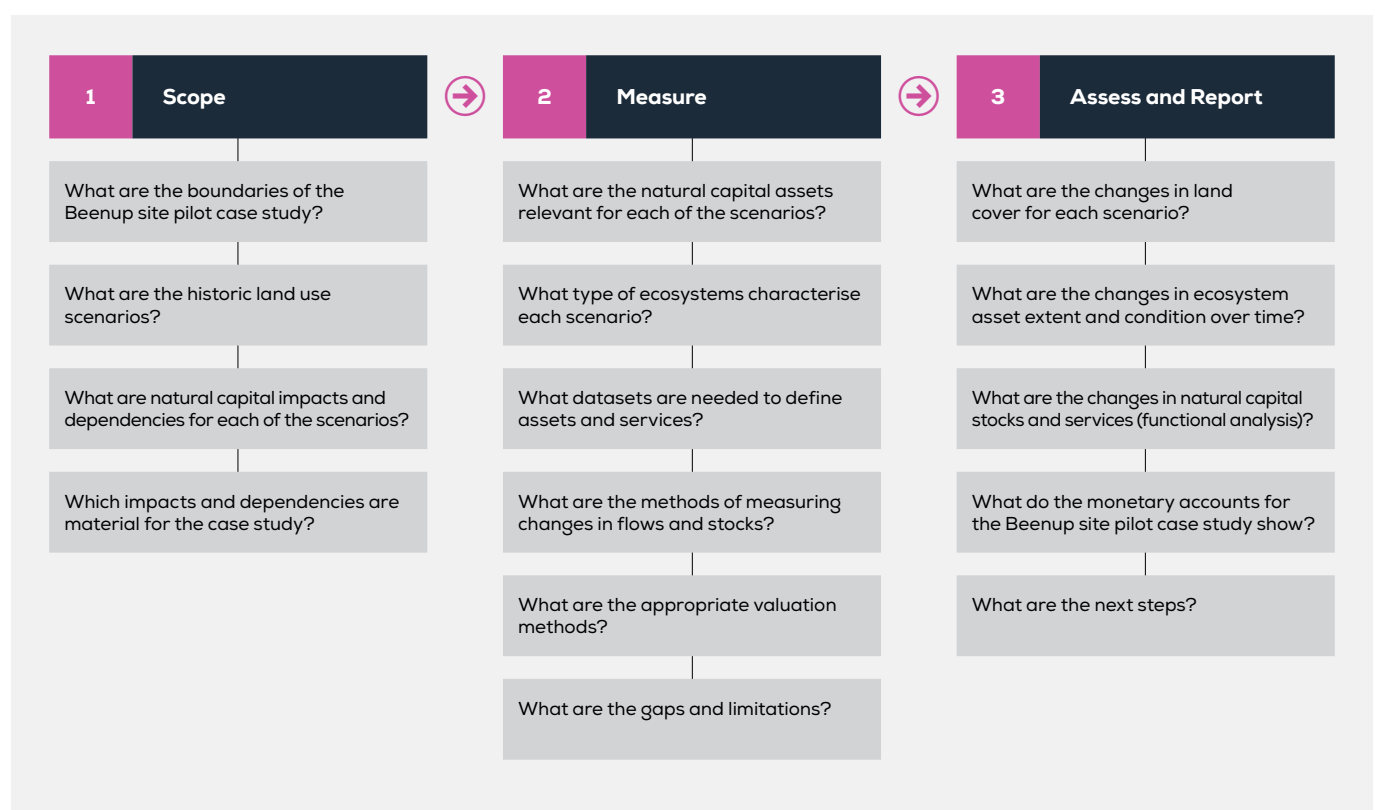 1 Scope
What are the boundaries of the
Beenup site pilot case study?
What are the historic land use
scenarios?
What are natural capital impacts and
dependencies for each of the scenarios?
Which impacts and dependencies are
material for the case study?
2 Measure
What are the natural capital assets
relevant for each of the scenarios?
What type of ecosystems characterise
each scenario?
What datasets are needed to define
assets and services?
What are the methods of measuring
changes in flows and stocks?
What are the appropriate valuation
methods?
What are the gaps and limitations?
3 Assess and Report
What are the changes in land
cover for each scenario?
What are the changes in ecosystem
asset extent and condition over time?
What are the changes in natural capital
stocks and services (functional analysis)?
What do the monetary accounts for
the Beenup site pilot case study show?
What are the next steps?